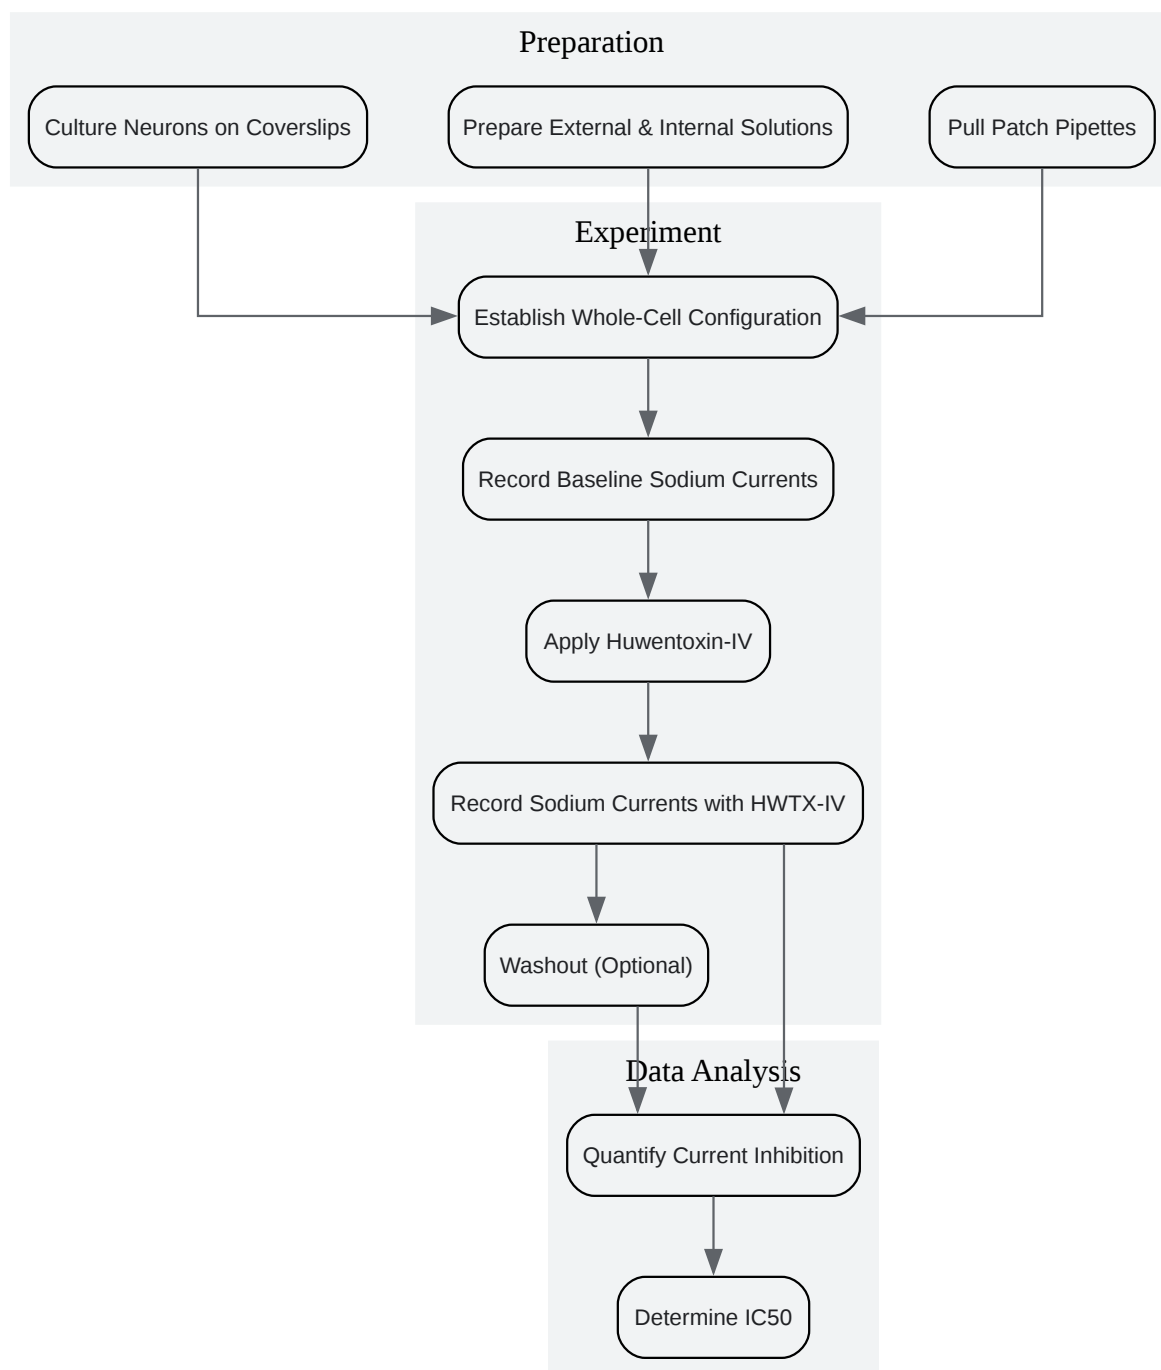 Preparation
Culture Neurons on Coverslips
Prepare External & Internal Solutions
Pull Patch Pipettes
Experiment
Establish Whole-Cell Configuration
Record Baseline Sodium Currents
Apply Huwentoxin-IV
Record Sodium Currents with HWTX-IV
Washout (Optional)
Data Analysis
Quantify Current Inhibition
Determine IC50